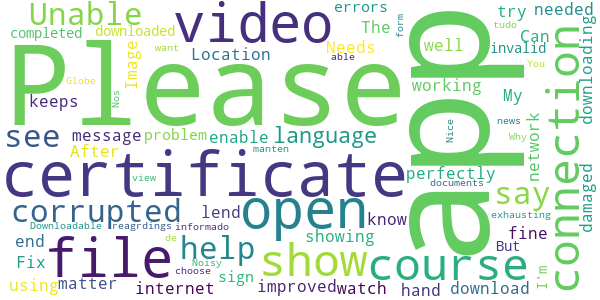 Unable
video
errors
The
try
needed
completed
downloaded
Location
Needs
Can
invalid
form
tudo
want
able
You
Globe
Image
well
working
My
keeps
Nos
Please
app
connection
downloadingg
see
message
problem
enable
language
Nice
news
Why
After
certificate
perfectly
network
view
manten
documents
corrupted
lend
open
know
say
damaged
Downloadable
reagrdings
informado
exhausting
end
showing
But
fine
Fix
file
help
de
Noisy
show
course
I'm
sign
choose
using
matter
internet
improved
watch
hand
download